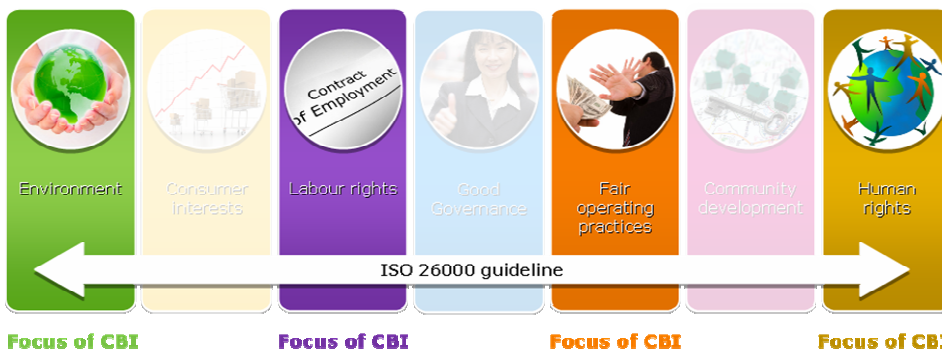 Contract
of Employment
Environment
Consumer
interests
Labour rights
Good
Governance
Fair
operating
practices
Community
development
Human
rights
ISO 26000 guideline
Focus of CBI
Focus of CBI
Focus of CBI
Focus of CBI